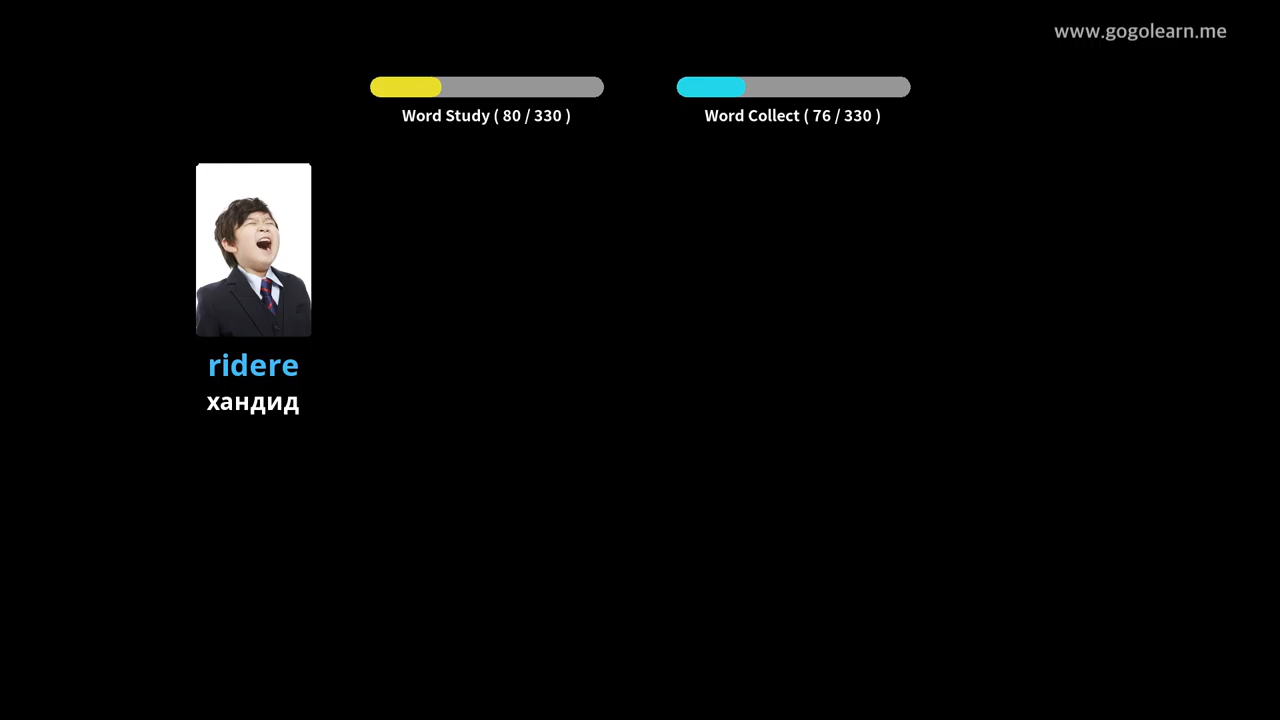 www.gogolearn.me
Word Study ( 80 / 330 )
Word Collect ( 76 / 330 )
ridere
хандид